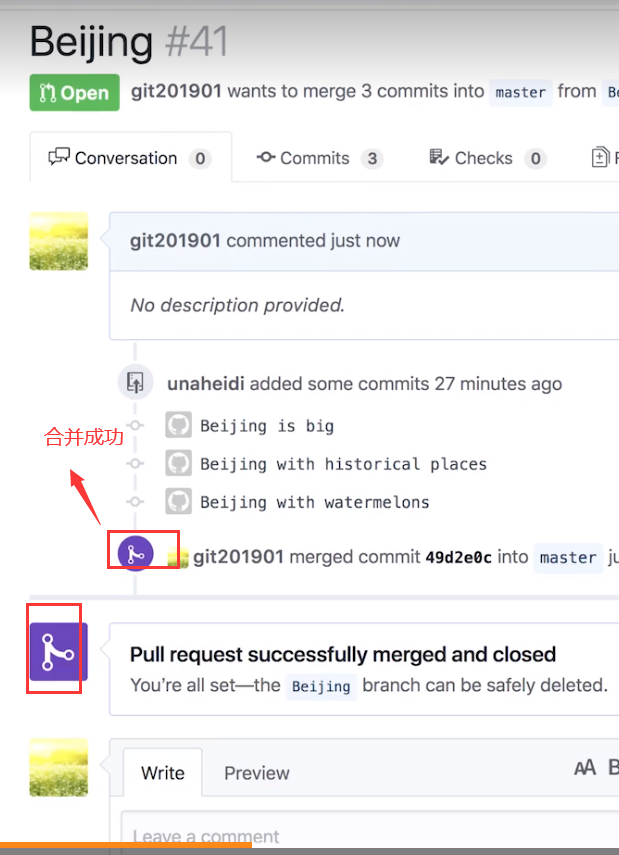 Beijing #41
Open git201901 wants to merge 3 commits into master from
Conversation 0 Commits 3 Checks 0
git201901 commented just now
No description provided.
unaheidi added some commits 27 minutes ago
Beijing is big
合并成功
Beijing with historical places
Beijing with watermelons
git201901 merged commit 49d2e0c into master
Pull request successfully merged and closed
You're all set—the Beijing branch can be safely deleted.
Write Preview AA B
Leave a comment